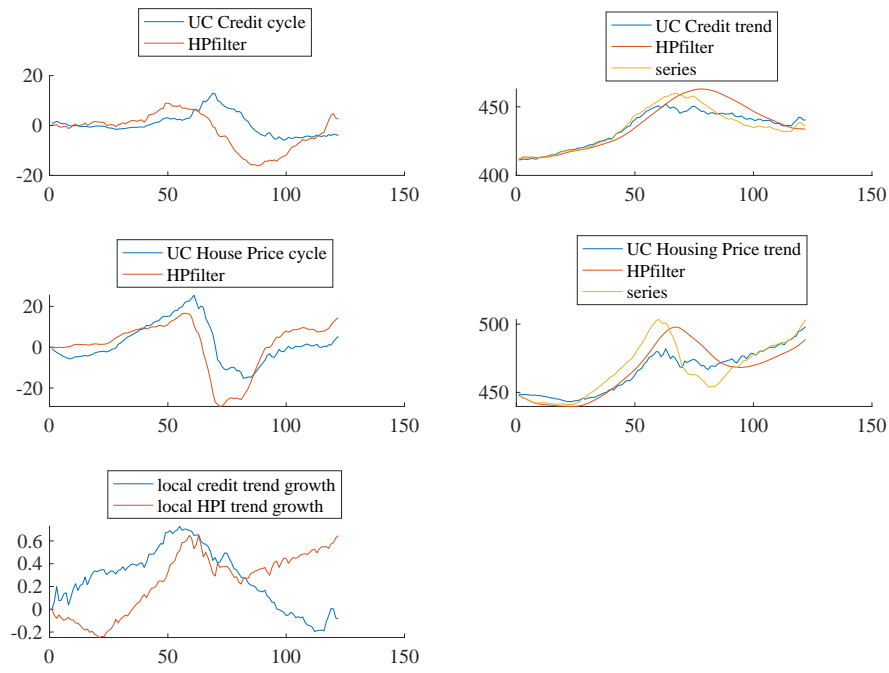 UC Credit cycle
HPfilter
20
0
-20
0 50 100 150
UC Credit trend
HPfilter
series
450
400
0 50 100 150
UC House Price cycle
HPfilter
20
0
-20
0 50 100 150
UC Housing Price trend
HPfilter
series
500
450
0 50 100 150
local credit trend growth
local HPI trend growth
0.6
0.4
0.2
0
-0.2
0 50 100 150